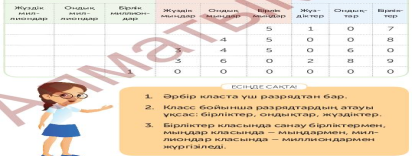 Жүздік мил-лиондар Ондық мил-лиондар Бірлік миллион-дар Жүздік мыңдар Ондық мыңдар Бірлік мыңдар Жүз-діктер Ондық-тар Бірлік-тер
5 1 0 7
4 5 0 0 8
3 4 5 0 6 0
3 6 0 2 8 9
1 0 0 0 0 0 0
ЕСІҢДЕ САҚТА!
1. Әрбір класта үш разрядтан бар.
2. Класс бойынша разрядтардың атауы
ұқсас: бірліктер, ондықтар, жүздіктер.
3. Бірліктер класында санау бірліктермен,
мыңдар класында – мыңдармен, мил-
лиондар класында – миллиондармен
жүргізіледі.
Алматы